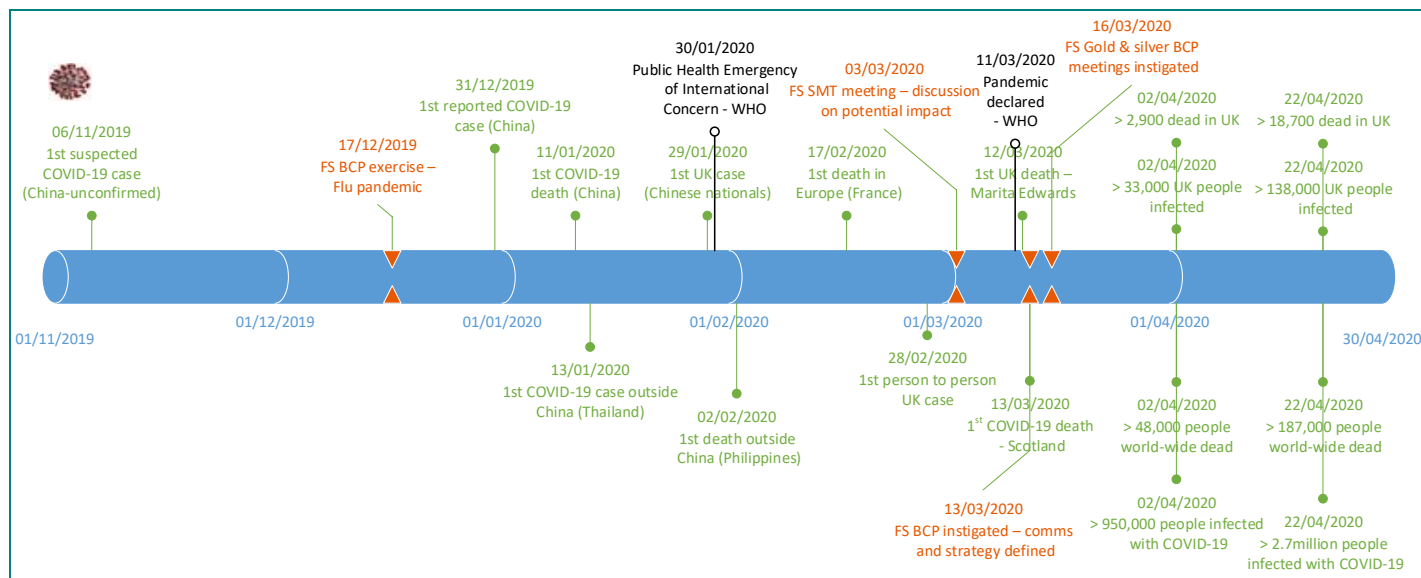 06/11/2019
1st suspected
COVID-19 case
(China-unconfirmed)
17/12/2019
FS BCP exercise –
Flu pandemic
31/12/2019
1st reported COVID-19
case (China)
11/01/2020
1st COVID-19
death (China)
30/01/2020
Public Health Emergency
of International
Concern - WHO
29/01/2020
1st UK case
(Chinese nationals)
17/02/2020
1st death in
Europe (France)
03/03/2020
FS SMT meeting – discussion
on potential impact
11/03/2020
Pandemic
declared
- WHO
12/03/2020
1st UK death –
Marita Edwards
16/03/2020
FS Gold & silver BCP
meetings instigated
02/04/2020
> 2,900 dead in UK
02/04/2020
> 33,000 UK people
infected
22/04/2020
> 18,700 dead in UK
22/04/2020
> 138,000 UK people
infected
01/11/2019
01/12/2019
01/01/2020
01/02/2020
01/03/2020
01/04/2020
30/04/2020
13/01/2020
1st COVID-19 case outside
China (Thailand)
02/02/2020
1st death outside
China (Philippines)
28/02/2020
1st person to person
UK case
13/03/2020
1st COVID-19 death
- Scotland
13/03/2020
FS BCP instigated – comms
and strategy defined
02/04/2020
> 48,000 people
world-wide dead
02/04/2020
> 950,000 people infected
with COVID-19
22/04/2020
> 187,000 people
world-wide dead
22/04/2020
> 2.7million people
infected with COVID-19